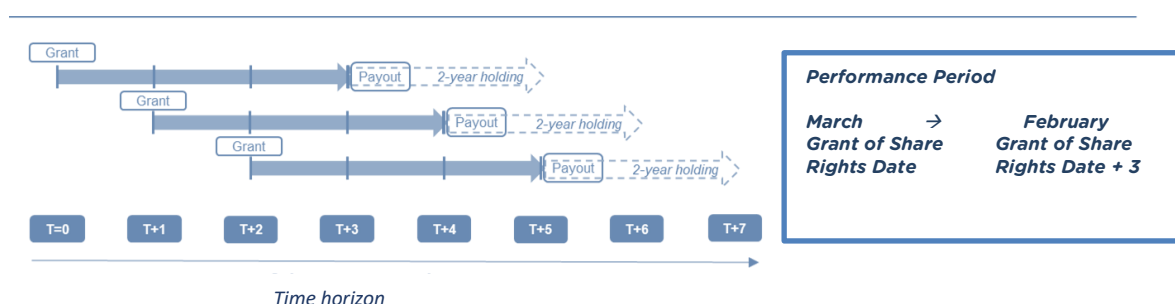 Grant
Payout
2-year holding
Grant
Payout
2-year holding
Grant
Payout
2-year holding
T=0 T+1 T+2 T+3 T+4 T+5 T+6 T+7
Time horizon
Performance Period
March → February
Grant of Share Grant of Share
Rights Date Rights Date + 3